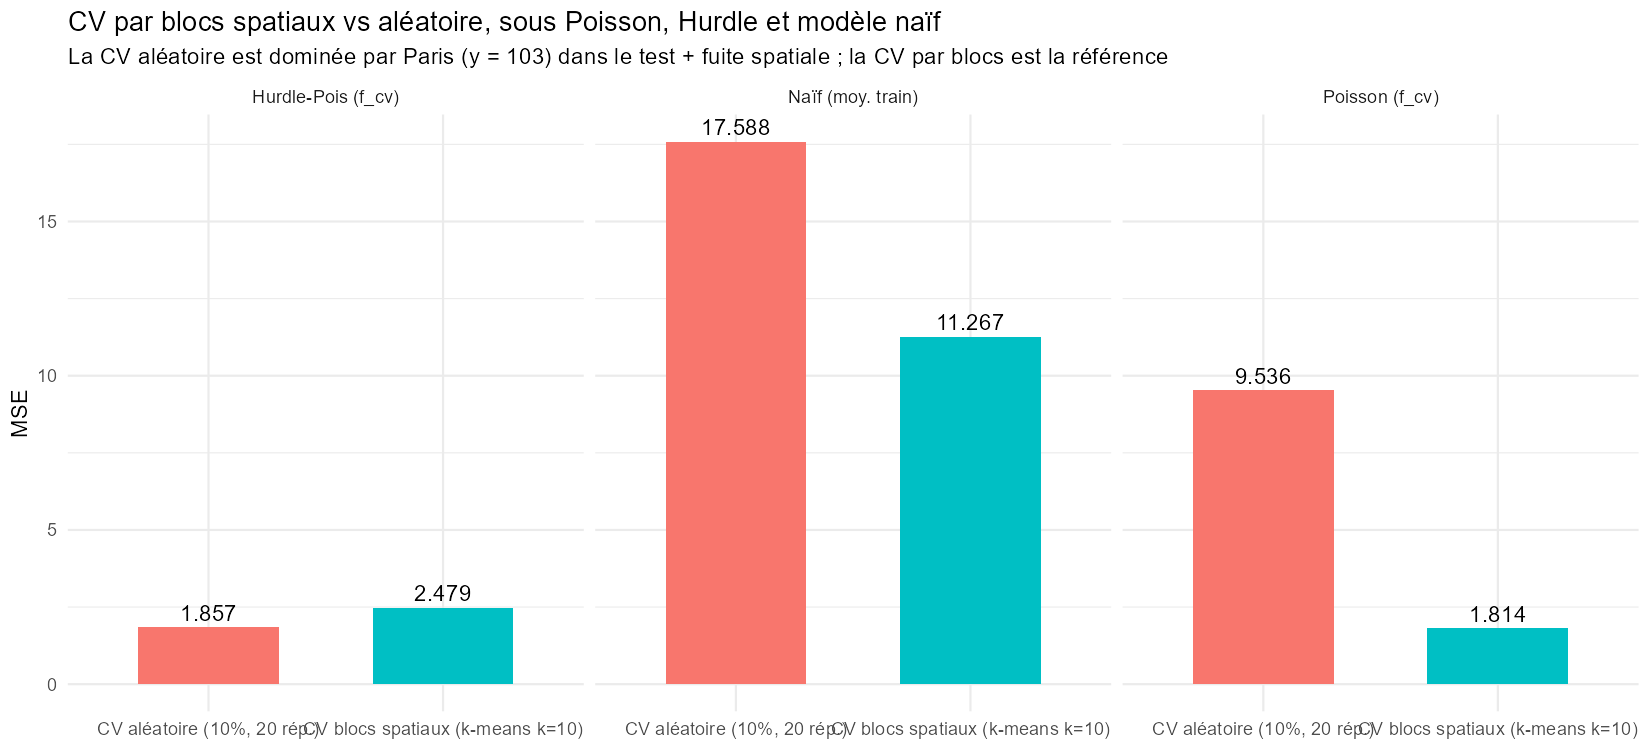 CV par blocs spatiaux vs aléatoire, sous Poisson, Hurdle et modèle naïf
La CV aléatoire est dominée par Paris (y = 103) dans le test + fuite spatiale ; la CV par blocs est la référence
Hurdle-Pois (f_cv)
Naïf (moy. train)
Poisson (f_cv)
MSE
15
10
5
0
1.857
2.479
17.588
11.267
9.536
1.814
CV aléatoire (10%, 20 rép.)
CV blocs spatiaux (k-means k=10)
CV aléatoire (10%, 20 rép.)
CV blocs spatiaux (k-means k=10)
CV aléatoire (10%, 20 rép.)
CV blocs spatiaux (k-means k=10)